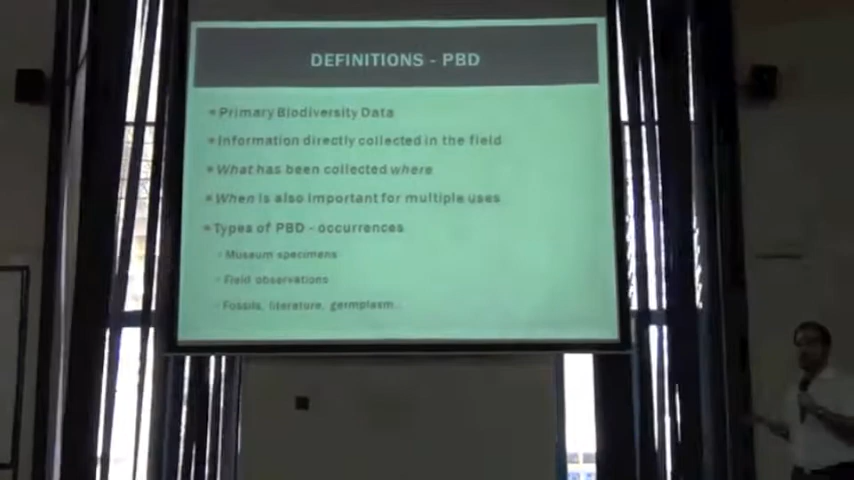 DEFINITIONS - PBD
Primary Biodiversity Data
Information directly collected in the field
What has been collected where
When is also important for multiple uses
Types of PBD - occurrences
Museum specimens
Field observations
Fossils, literature, germplasm...